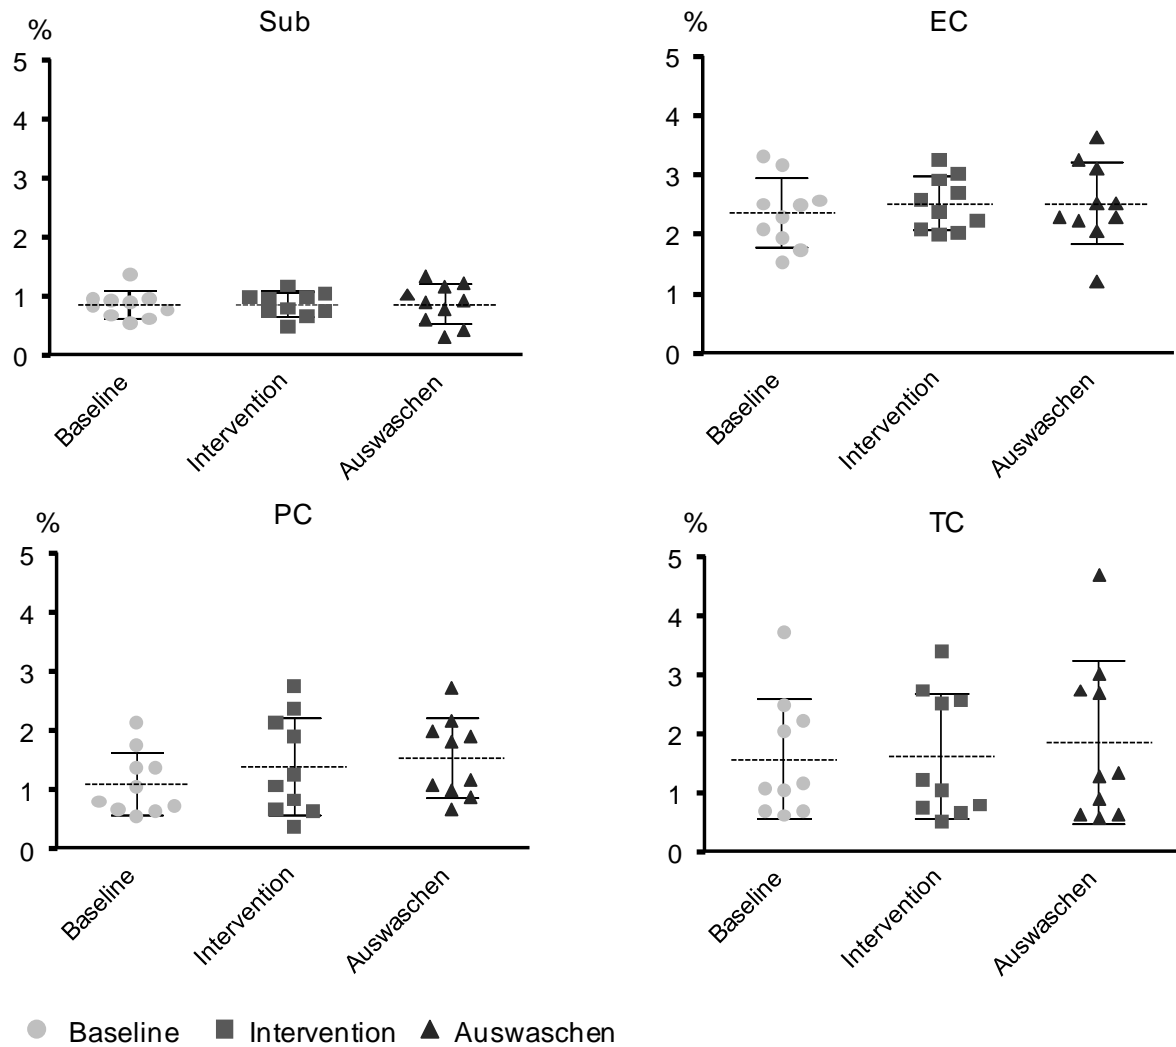 Sub
%
5
4
3
2
1
0
Baseline
Intervention
Auswaschen
EC
%
5
4
3
2
1
0
Baseline
Intervention
Auswaschen
PC
%
5
4
3
2
1
0
Baseline
Intervention
Auswaschen
TC
%
5
4
3
2
1
0
Baseline
Intervention
Auswaschen
Baseline Intervention Auswaschen